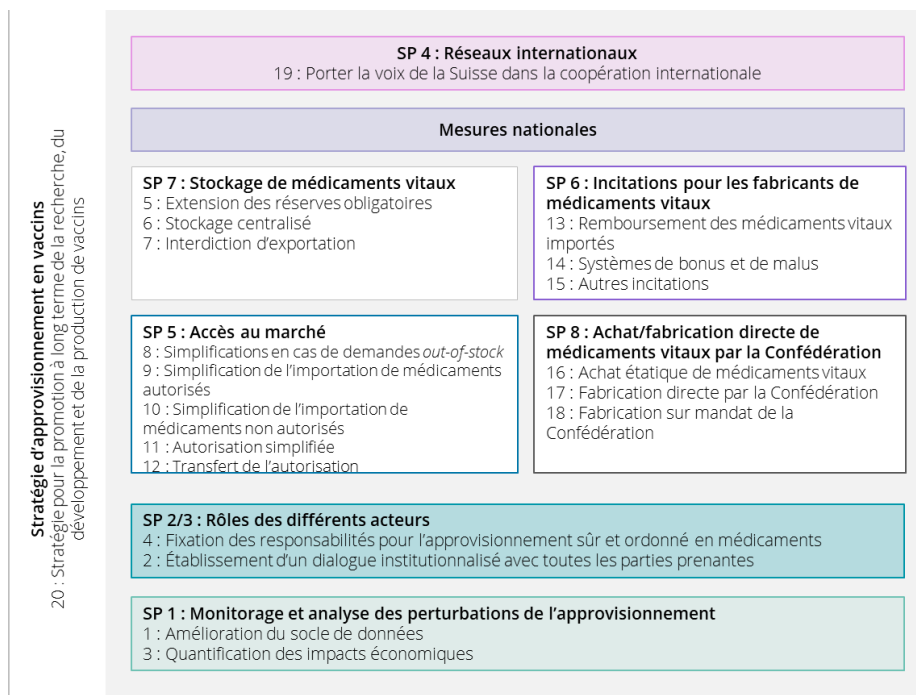 Stratégie d’approvisionnement en vaccins
20 : Stratégie pour la promotion à long terme de la recherche, du
développement et de la production de vaccins
SP 4 : Réseaux internationaux
19 : Porter la voix de la Suisse dans la coopération internationale
Mesures nationales
SP 7 : Stockage de médicaments vitaux
5 : Extension des réserves obligatoires
6 : Stockage centralisé
7 : Interdiction d’exportation
SP 6 : Incitations pour les fabricants de
médicaments vitaux
13 : Remboursement des médicaments vitaux
importés
14 : Systèmes de bonus et de malus
15 : Autres incitations
SP 5 : Accès au marché
8 : Simplifications en cas de demandes out-of-stock
9 : Simplification de l’importation de médicaments
autorisés
10 : Simplification de l’importation de
médicaments non autorisés
11 : Autorisation simplifiée
12 : Transfert de l’autorisation
SP 8 : Achat/fabrication directe de
médicaments vitaux par la Confédération
16 : Achat étatique de médicaments vitaux
17 : Fabrication directe par la Confédération
18 : Fabrication sur mandat de la
Confédération
SP 2/3 : Rôles des différents acteurs
4 : Fixation des responsabilités pour l’approvisionnement sûr et ordonné en médicaments
2 : Établissement d’un dialogue institutionnalisé avec toutes les parties prenantes
SP 1 : Monitorage et analyse des perturbations de l’approvisionnement
1 : Amélioration du socle de données
3 : Quantification des impacts économiques